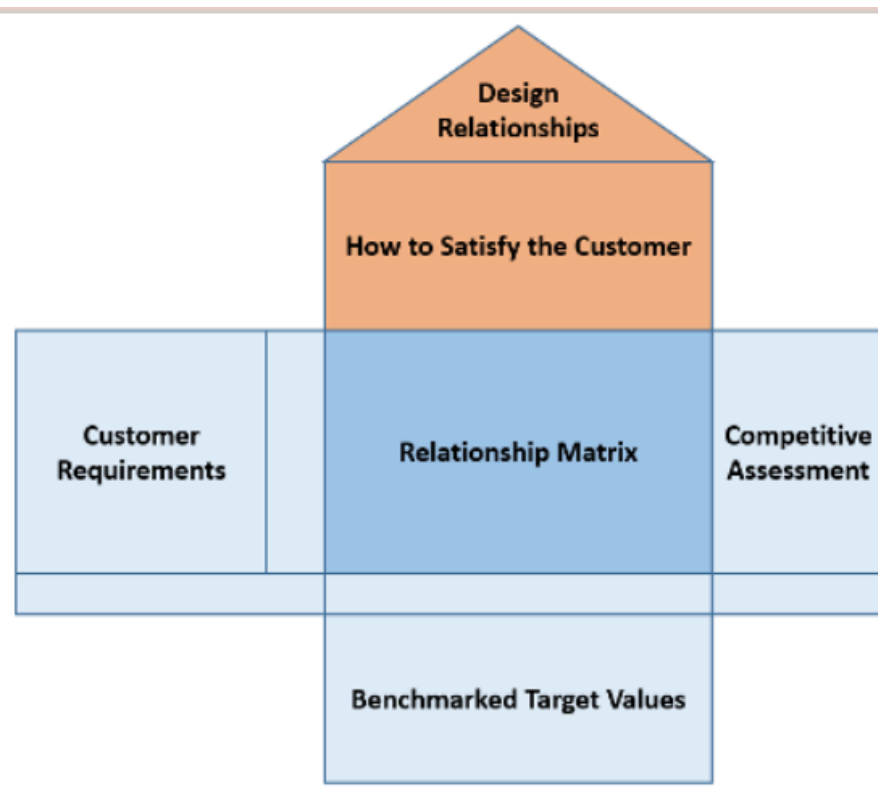 Design
Relationships
How to Satisfy the Customer
Customer
Requirements
Relationship Matrix
Competitive
Assessment
Benchmarked Target Values